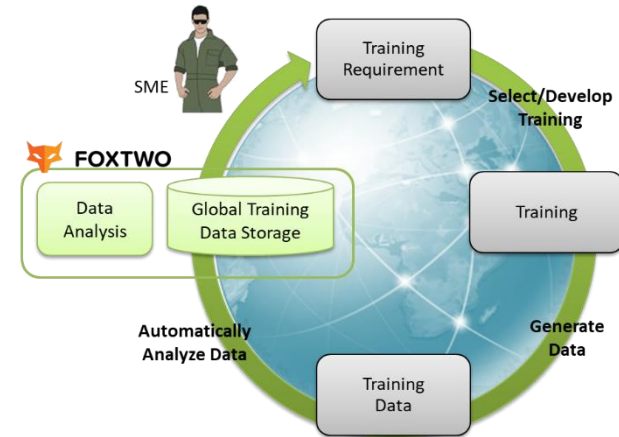 SME
Training
Requirement
Select/Develop
Training
FOXTWO
Data
Analysis
Global Training
Data Storage
Training
Automatically
Analyze Data
Generate
Data
Training
Data